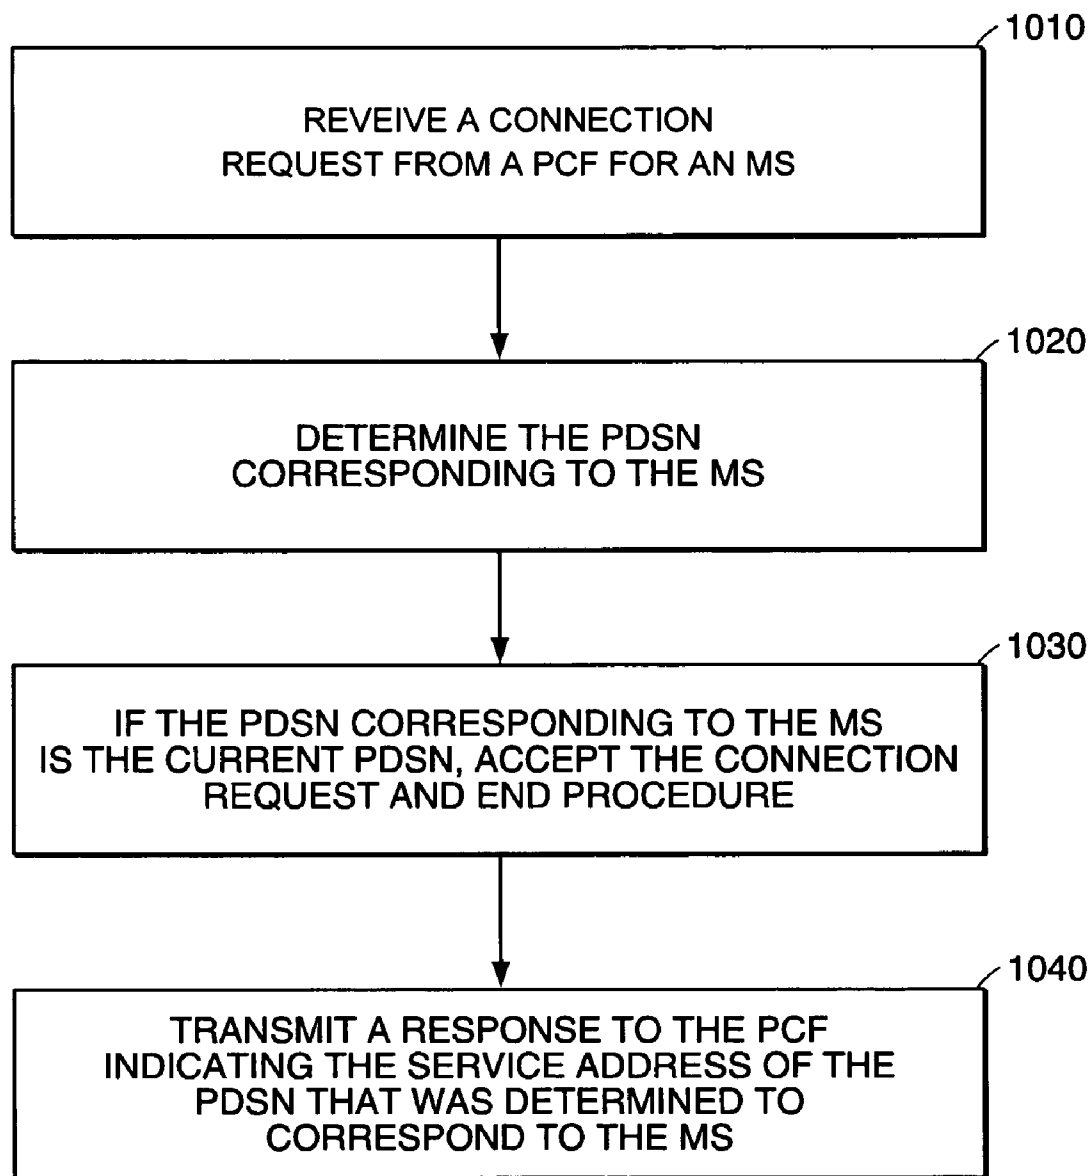 1010
REVEIVE A CONNECTION
REQUEST FROM A PCF FOR AN MS
1020
DETERMINE THE PDSN
CORRESPONDING TO THE MS
1030
IF THE PDSN CORRESPONDING TO THE MS
IS THE CURRENT PDSN, ACCEPT THE CONNECTION
REQUEST AND END PROCEDURE
1040
TRANSMIT A RESPONSE TO THE PCF
INDICATING THE SERVICE ADDRESS OF THE
PDSN THAT WAS DETERMINED TO
CORRESPOND TO THE MS